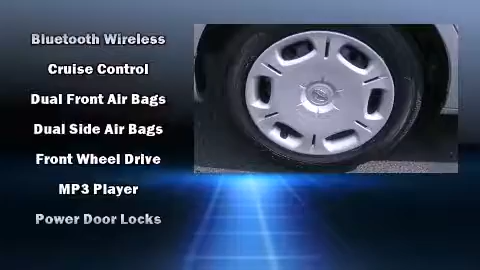 Bluetooth Wireless
Cruise Control
Dual Front Air Bags
Dual Side Air Bags
Front Wheel Drive
MP3 Player
Power Door Locks